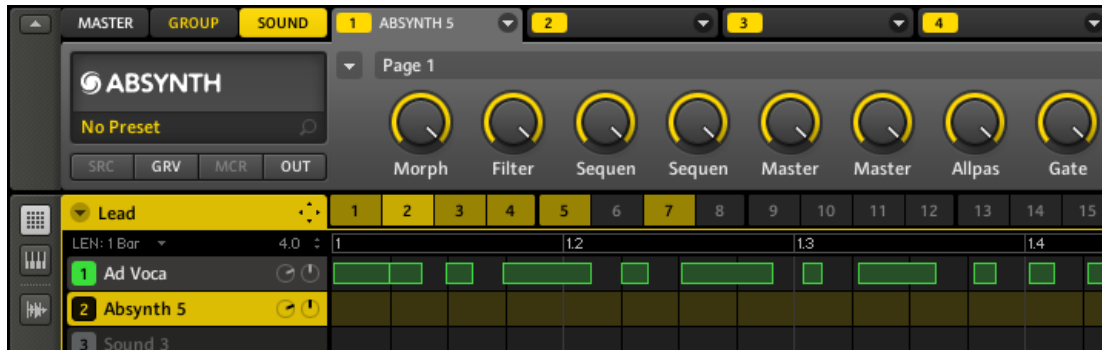 MASTER GROUP SOUND 1 ABSYNTH 5 2 3 4
Page 1
ABSYNTH
No Preset
Morph Filter Sequen Sequen Master Master Allpas Gate
SRC GRV MCR OUT
Lead 1 2 3 4 5 6 7 8 9 10 11 12 13 14 15
LEN: 1 Bar 4.0 1 1.2 1.3 1.4
1 Ad Voca
2 Absynth 5
3 Sound 3